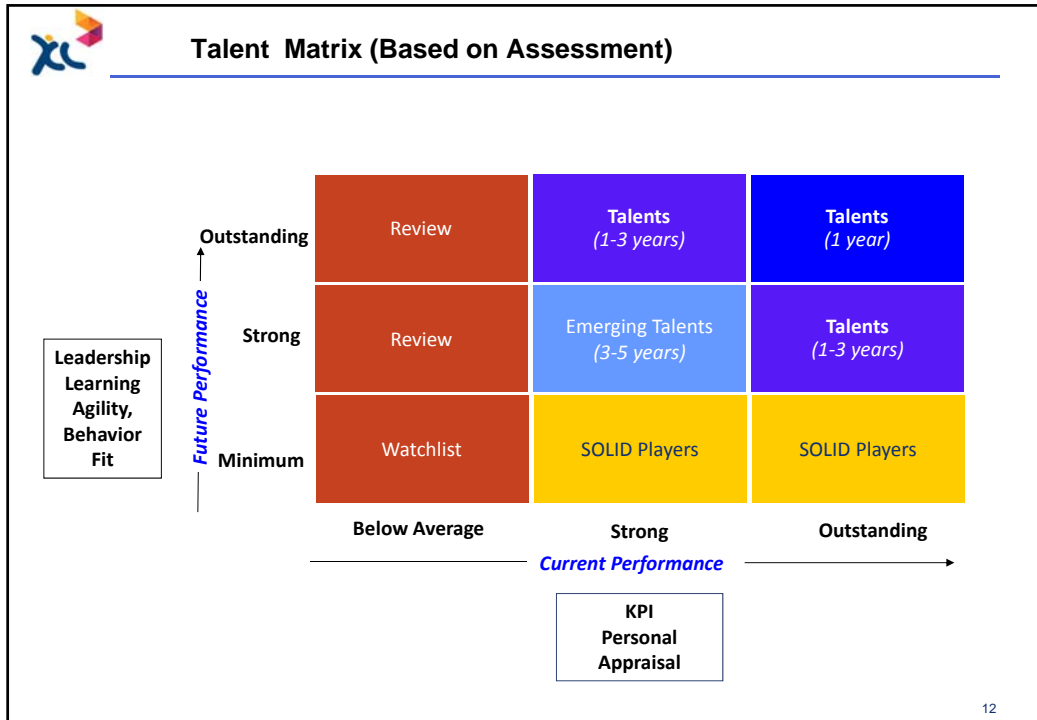 XL
Talent Matrix (Based on Assessment)
Outstanding
Review
Talents
(1-3 years)
Talents
(1 year)
Future Performance
Strong
Review
Emerging Talents
(3-5 years)
Talents
(1-3 years)
Leadership
Learning
Agility,
Behavior
Fit
Minimum
Watchlist
SOLID Players
SOLID Players
Below Average
Strong
Outstanding
Current Performance
KPI
Personal
Appraisal
12